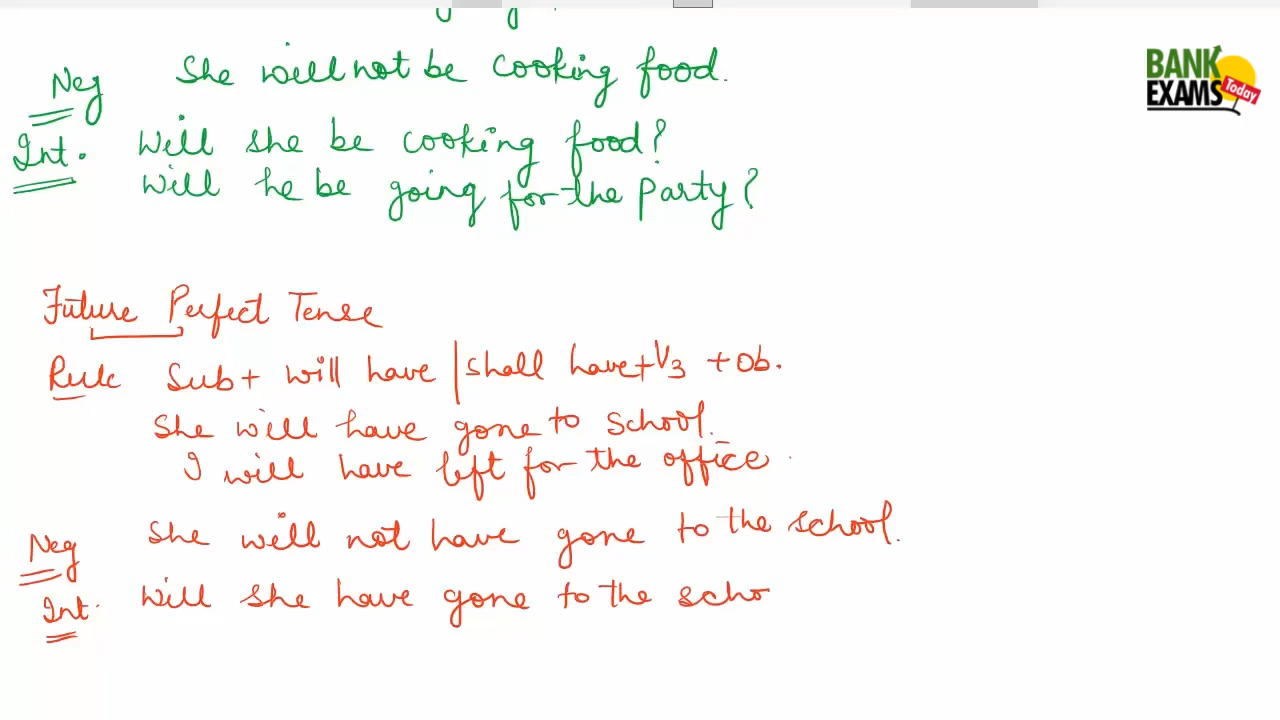 She will not be cooking food.
Neg
BANK
EXAMS Today
Int. Will she be cooking food?
Will he be going for the Party?
Future Perfect Tense
Rule Sub+ will have | shall have+V3 + Ob.
She will have gone to School.
I will have left for the office.
Neg She will not have gone to the school.
Int. Will she have gone to the scho